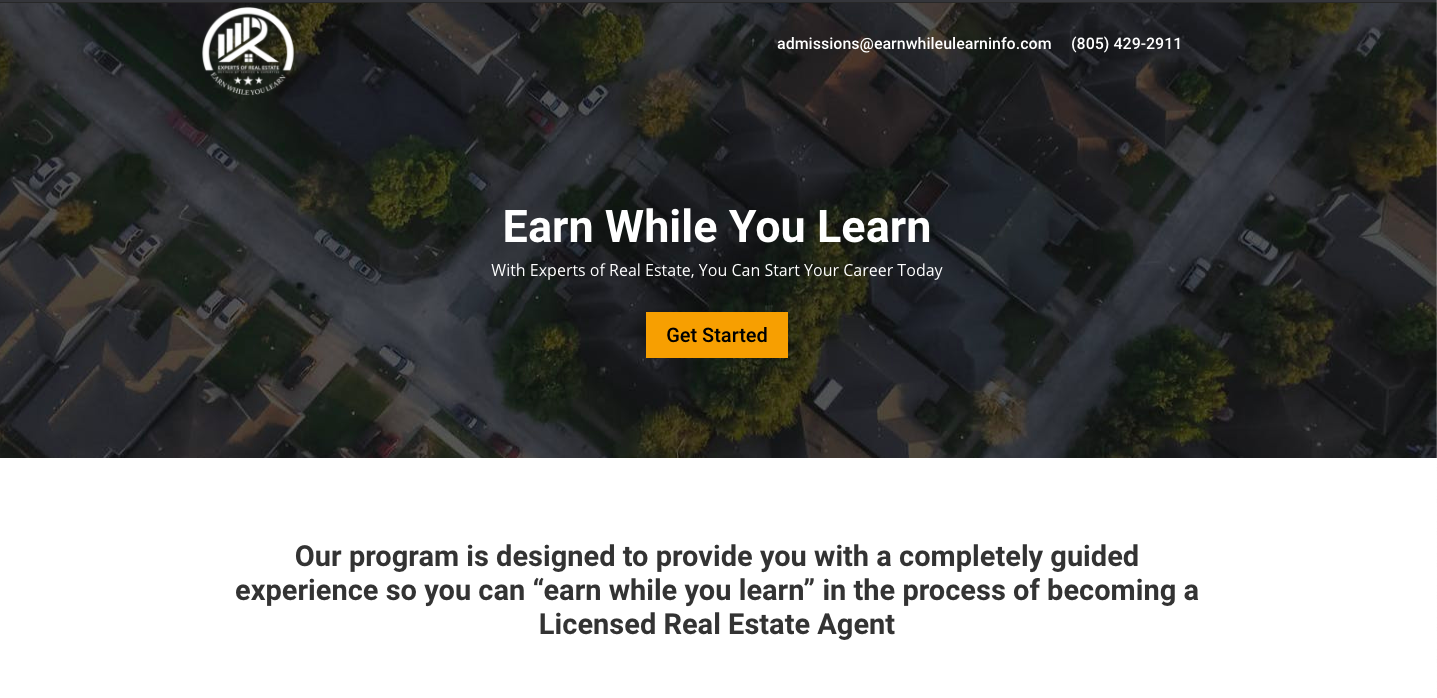 EXPERTS OF REAL ESTATE
EARN WHILE YOU LEARN
admissions@earnwhileulearninfo.com (805) 429-2911
Earn While You Learn
With Experts of Real Estate, You Can Start Your Career Today
Get Started
Our program is designed to provide you with a completely guided
experience so you can “earn while you learn” in the process of becoming a
Licensed Real Estate Agent